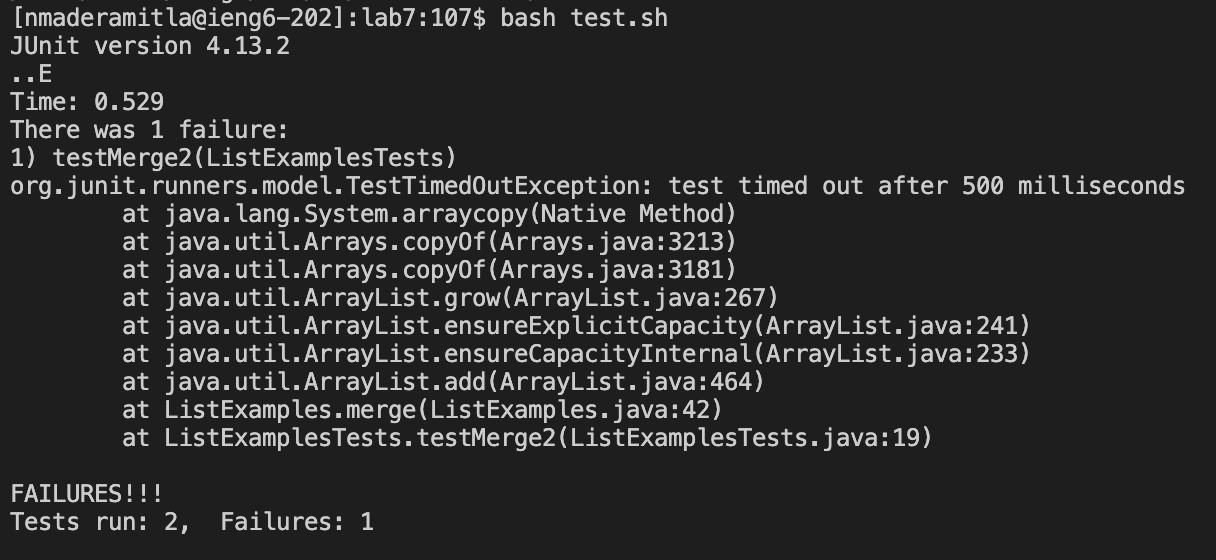 [nmaderamitla@ieng6-202]:lab7:107$ bash test.sh
JUnit version 4.13.2
..E
Time: 0.529
There was 1 failure:
1) testMerge2(ListExamplesTests)
org.junit.runners.model.TestTimedOutException: test timed out after 500 milliseconds
        at java.lang.System.arraycopy(Native Method)
        at java.util.Arrays.copyOf(Arrays.java:3213)
        at java.util.Arrays.copyOf(Arrays.java:3181)
        at java.util.ArrayList.grow(ArrayList.java:267)
        at java.util.ArrayList.ensureExplicitCapacity(ArrayList.java:241)
        at java.util.ArrayList.ensureCapacityInternal(ArrayList.java:233)
        at java.util.ArrayList.add(ArrayList.java:464)
        at ListExamples.merge(ListExamples.java:42)
        at ListExamplesTests.testMerge2(ListExamplesTests.java:19)

FAILURES!!!
Tests run: 2,  Failures: 1